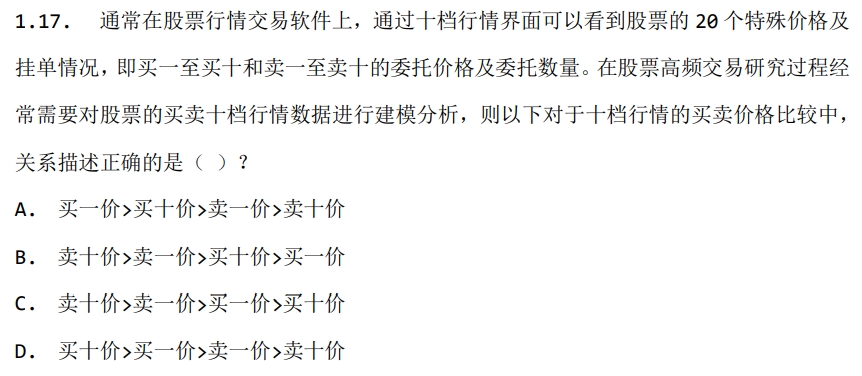 1.17. 通常在股票行情交易软件上，通过十档行情界面可以看到股票的 20 个特殊价格及
挂单情况，即买一至买十和卖一至卖十的委托价格及委托数量。在股票高频交易研究过程经
常需要对股票的买卖十档行情数据进行建模分析，则以下对于十档行情的买卖价格比较中，
关系描述正确的是（ ）?
A. 买一价>买十价>卖一价>卖十价
B. 卖十价>卖一价>买十价>买一价
C. 卖十价>卖一价>买一价>买十价
D. 买十价>买一价>卖一价>卖十价